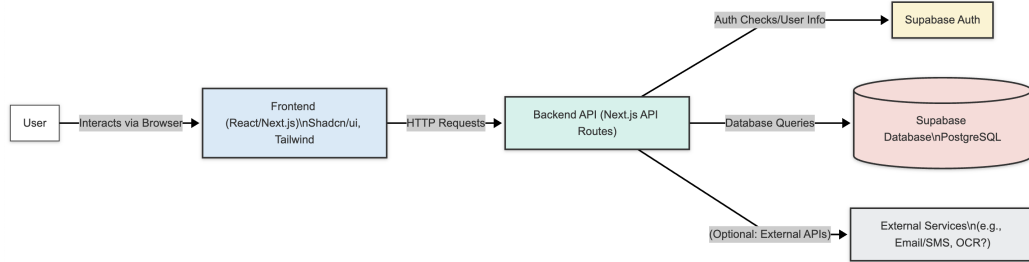 Auth Checks/User Info
Supabase Auth
User
Interacts via Browser
Frontend
(React/Next.js)\nShadcn/ui,
Tailwind
HTTP Requests
Backend API (Next.js API
Routes)
Database Queries
Supabase
Database\nPostgreSQL
(Optional: External APIs)
External Services\n(e.g.,
Email/SMS, OCR?)